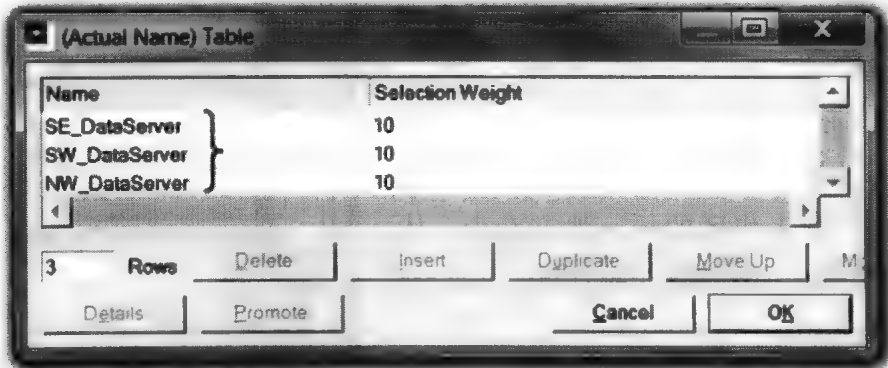 (Actual Name) Table
Name Selection Weight
SE_DataServer 10
SW_DataServer 10
NW_DataServer 10
3 Rows Delete Insert Duplicate Move Up
Details Promote Cancel OK